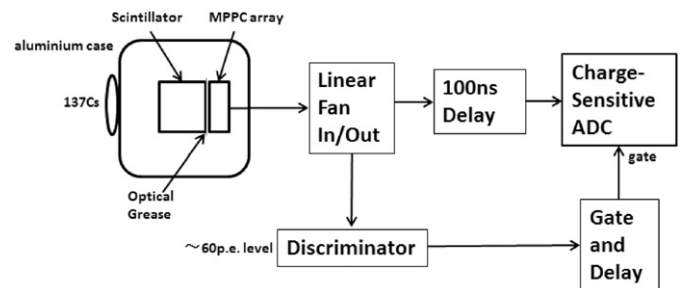 Scintillator
MPPC array
aluminium case
137Cs
Optical
Grease
Linear
Fan
In/Out
100ns
Delay
Charge-
Sensitive
ADC
gate
～60p.e. level
Discriminator
Gate
and
Delay